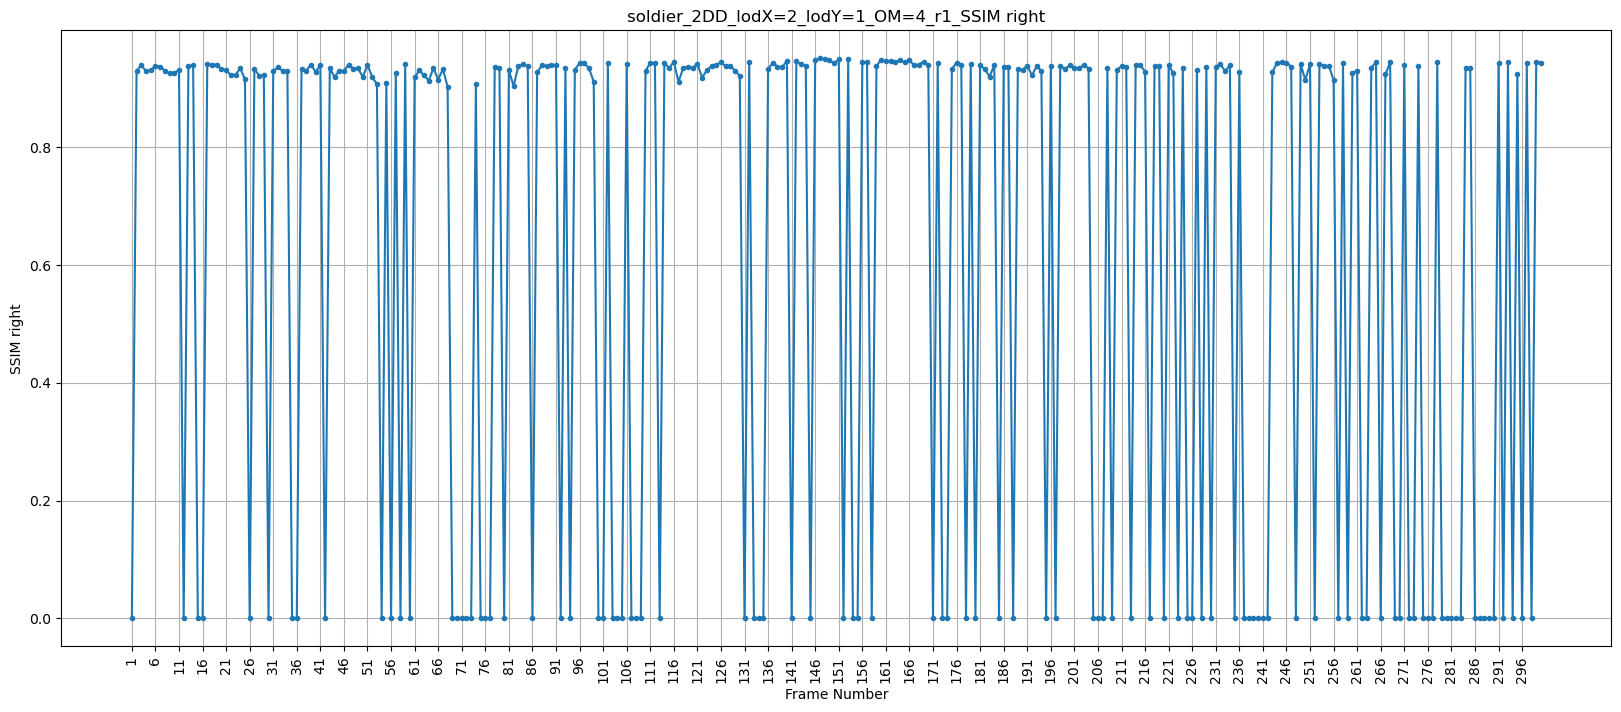 soldier_2DD_lodX=2_lodY=1_OM=4_r1_SSIM right
SSIM right
0.8
0.6
0.4
0.2
0.0
1 6 11 16 21 26 31 36 41 46 51 56 61 66 71 76 81 86 91 96 101 106 111 116 121 126 131 136 141 146 151 156 161 166 171 176 181 186 191 196 201 206 211 216 221 226 231 236 241 246 251 256 261 266 271 276 281 286 291 296
Frame Number